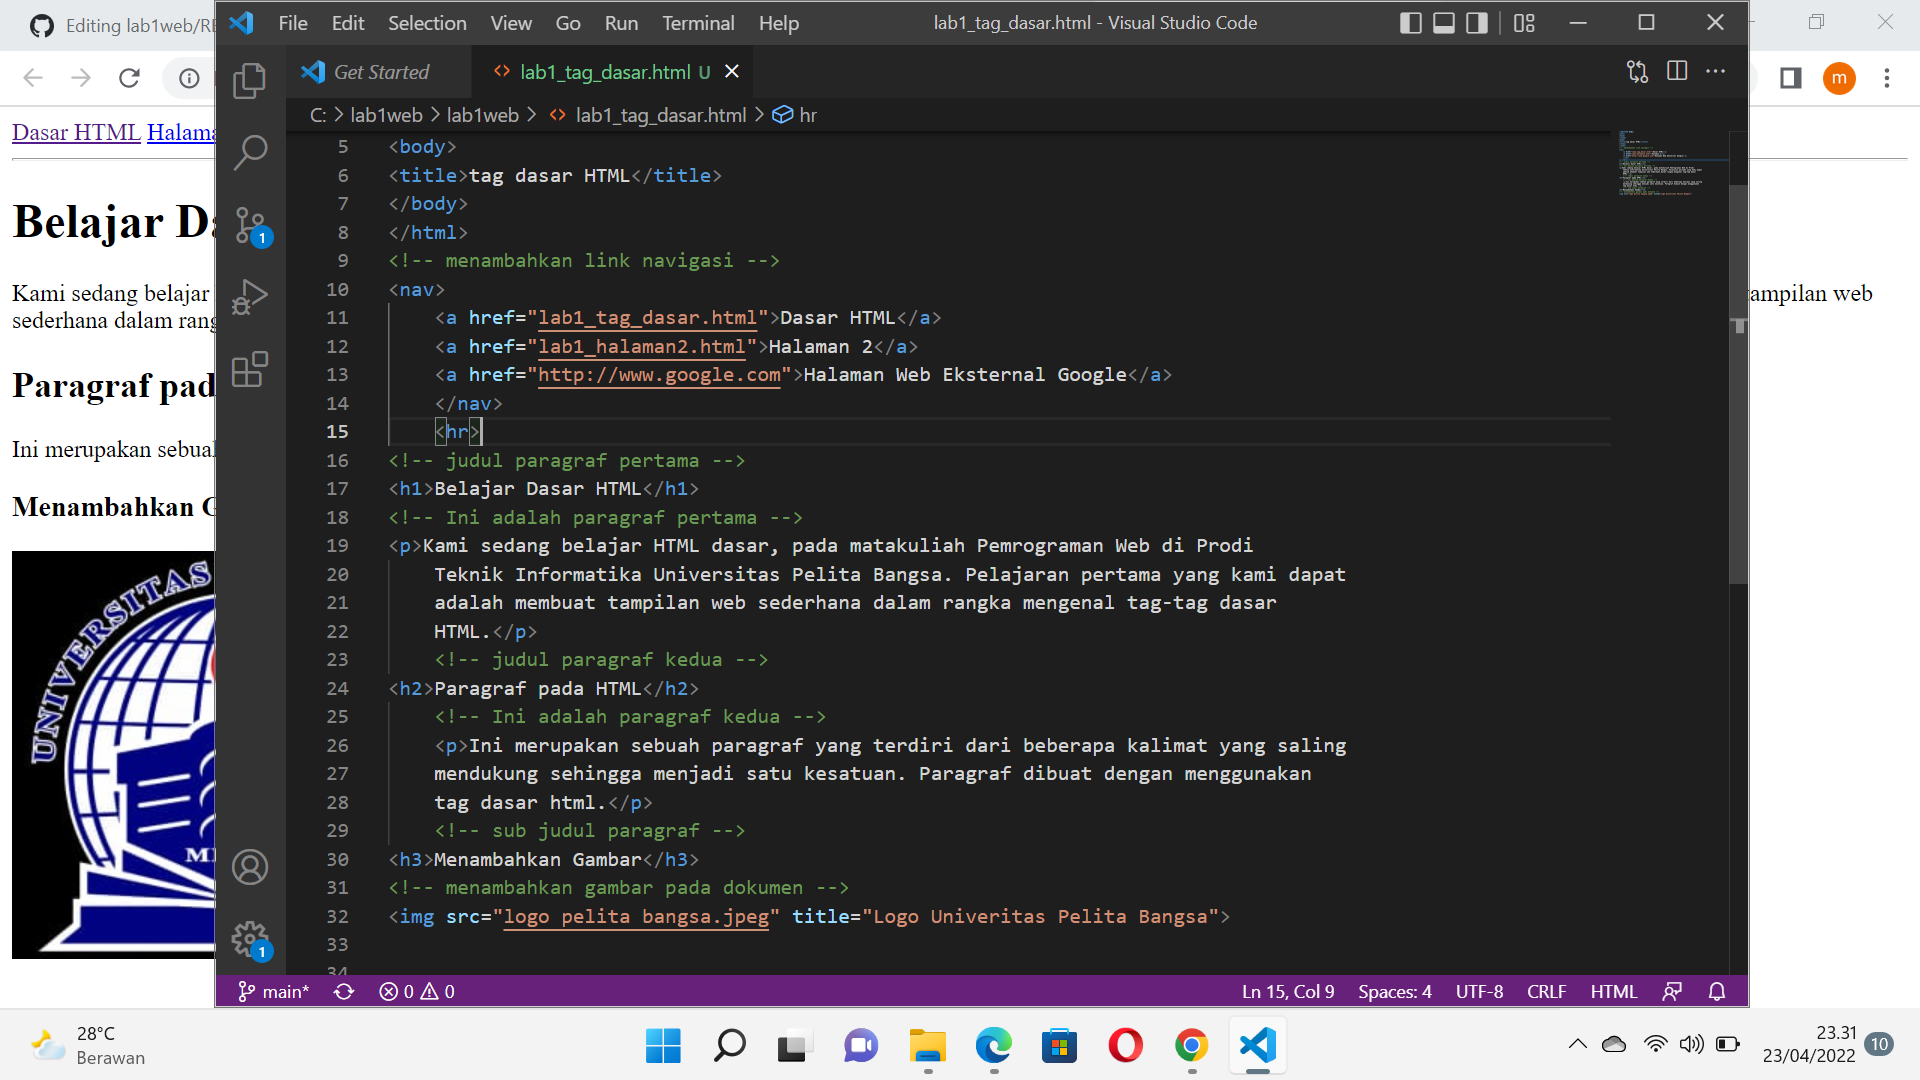 Editing lab1web/RE
File Edit Selection View Go Run Terminal Help
lab1_tag_dasar.html - Visual Studio Code
Get Started
lab1_tag_dasar.html U
m
C: > lab1web > lab1web > lab1_tag_dasar.html > hr
Dasar HTML Halama
Belajar Da
Kami sedang belajar
sederhana dalam rang
ampilan web
Paragraf pad
Ini merupakan sebual
Menambahkan G
UNIVERSITAS
5 <body>
6 <title>tag dasar HTML</title>
7 </body>
8 </html>
9 <!-- menambahkan link navigasi -->
10 <nav>
11 <a href="lab1_tag_dasar.html">Dasar HTML</a>
12 <a href="lab1_halaman2.html">Halaman 2</a>
13 <a href="http://www.google.com">Halaman Web Eksternal Google</a>
14 </nav>
15 <hr>
16 <!-- judul paragraf pertama -->
17 <h1>Belajar Dasar HTML</h1>
18 <!-- Ini adalah paragraf pertama -->
19 <p>Kami sedang belajar HTML dasar, pada matakuliah Pemrograman Web di Prodi
20 Teknik Informatika Universitas Pelita Bangsa. Pelajaran pertama yang kami dapat
21 adalah membuat tampilan web sederhana dalam rangka mengenal tag-tag dasar
22 HTML.</p>
23 <!-- judul paragraf kedua -->
24 <h2>Paragraf pada HTML</h2>
25 <!-- Ini adalah paragraf kedua -->
26 <p>Ini merupakan sebuah paragraf yang terdiri dari beberapa kalimat yang saling
27 mendukung sehingga menjadi satu kesatuan. Paragraf dibuat dengan menggunakan
28 tag dasar html.</p>
29 <!-- sub judul paragraf -->
30 <h3>Menambahkan Gambar</h3>
31 <!-- menambahkan gambar pada dokumen -->
32 <img src="logo pelita bangsa.jpeg" title="Logo Univeritas Pelita Bangsa">
33
34
1
1
main* 0 0
Ln 15, Col 9 Spaces: 4 UTF-8 CRLF HTML
28°C
Berawan
23.31
23/04/2022
10